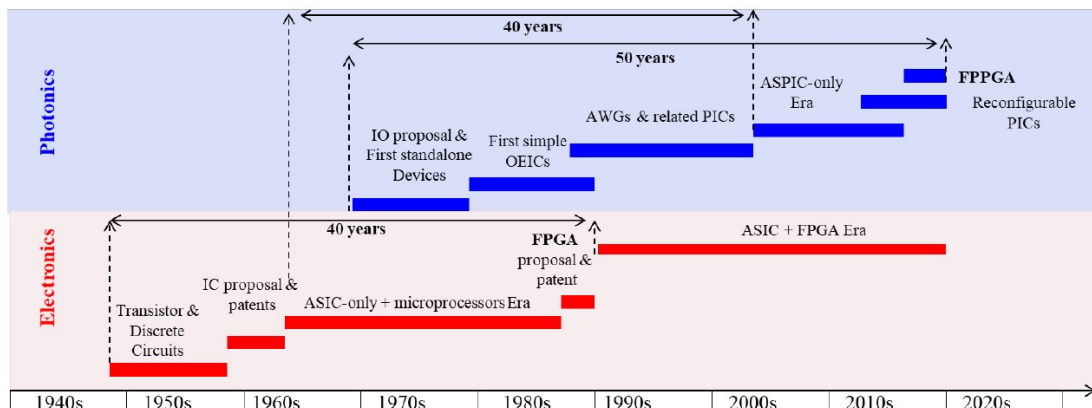 40 years
50 years
Photonics
FPPGA
ASPIC-only
Era
Reconfigurable
PICs
AWGs & related PICs
IO proposal &
First standalone
Devices
First simple
OEICs
40 years
Electronics
FPGA
proposal &
patent
ASIC + FPGA Era
IC proposal &
patents
ASIC-only + microprocessors Era
Transistor &
Discrete
Circuits
1940s 1950s 1960s 1970s 1980s 1990s 2000s 2010s 2020s